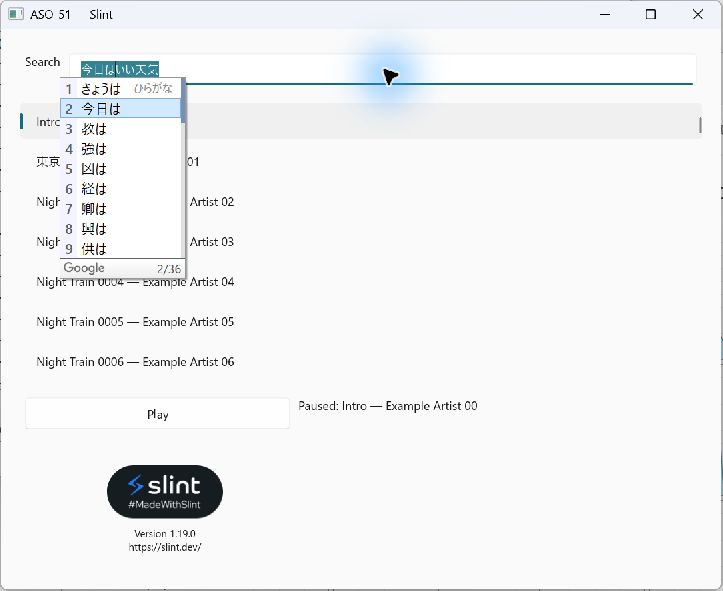 ASO-51 Slint
Search
今日はいい天気
1 きょうは ひらがな
2 今日は
3 教は
4 強は
5 凶は
6 経は
7 卿は
8 興は
9 供は
Google 2/36
Intro
東京 01
Nigh Artist 02
Nigh Artist 03
Night Train 0004 — Example Artist 04
Night Train 0005 — Example Artist 05
Night Train 0006 — Example Artist 06
Play
Paused: Intro — Example Artist 00
slint
#MadeWithSlint
Version 1.19.0
https://slint.dev/